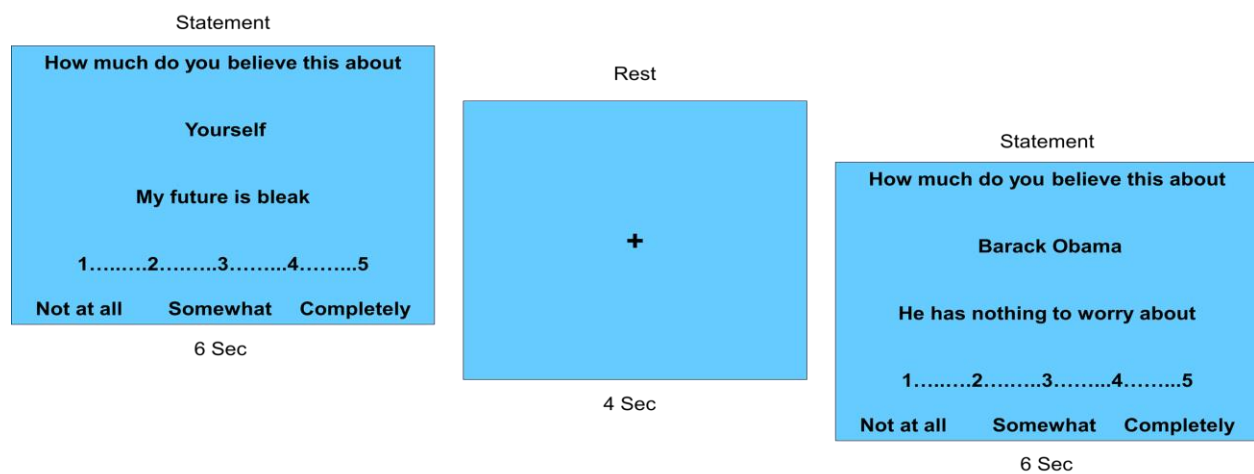 Statement
How much do you believe this about
Yourself
My future is bleak
1…..….2……...3……...4……...5
Not at all Somewhat Completely
6 Sec
Rest
+
4 Sec
Statement
How much do you believe this about
Barack Obama
He has nothing to worry about
1…..….2……...3……...4……...5
Not at all Somewhat Completely
6 Sec